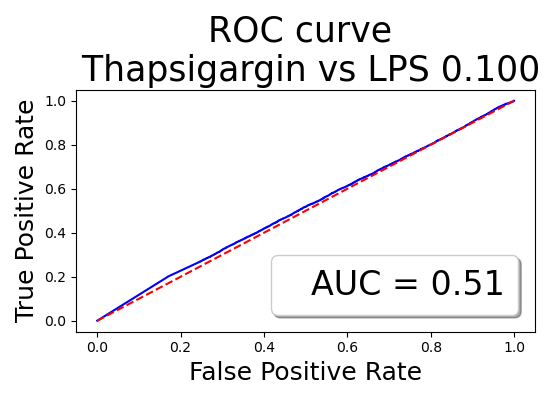 ROC curve
Thapsigargin vs LPS 0.100
True Positive Rate
1.0
0.8
0.6
0.4
0.2
0.0
AUC = 0.51
0.0 0.2 0.4 0.6 0.8 1.0
False Positive Rate